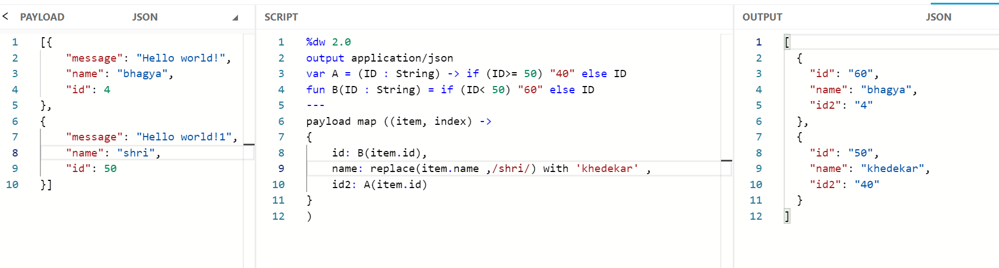 < PAYLOAD JSON
1 [{
2 "message": "Hello world!",
3 "name": "bhagya",
4 "id": 4
5 },
6 {
7 "message": "Hello world!1",
8 "name": "shri",
9 "id": 50
10 }]
SCRIPT
1 %dw 2.0
2 output application/json
3 var A = (ID : String) -> if (ID>= 50) "40" else ID
4 fun B(ID : String) = if (ID< 50) "60" else ID
5 ---
6 payload map ((item, index) ->
7 {
8 id: B(item.id),
9 name: replace(item.name ,/shri/) with 'khedekar' ,
10 id2: A(item.id)
11 }
12 )
OUTPUT JSON
1 [
2 {
3 "id": "60",
4 "name": "bhagya",
5 "id2": "4"
6 },
7 {
8 "id": "50",
9 "name": "khedekar",
10 "id2": "40"
11 }
12 ]